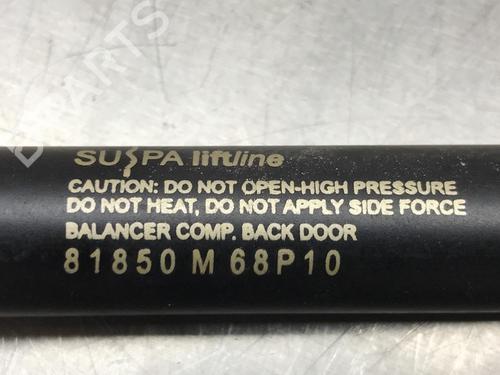 SUSPA liftline
CAUTION: DO NOT OPEN-HIGH PRESSURE
DO NOT HEAT, DO NOT APPLY SIDE FORCE
BALANCER COMP. BACK DOOR
81850 M 68P10